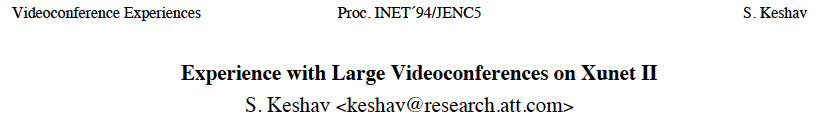 Videoconference Experiences Proc. INET´94/JENC5 S. Keshav
Experience with Large Videoconferences on Xunet II
S. Keshav <keshav@research.att.com>